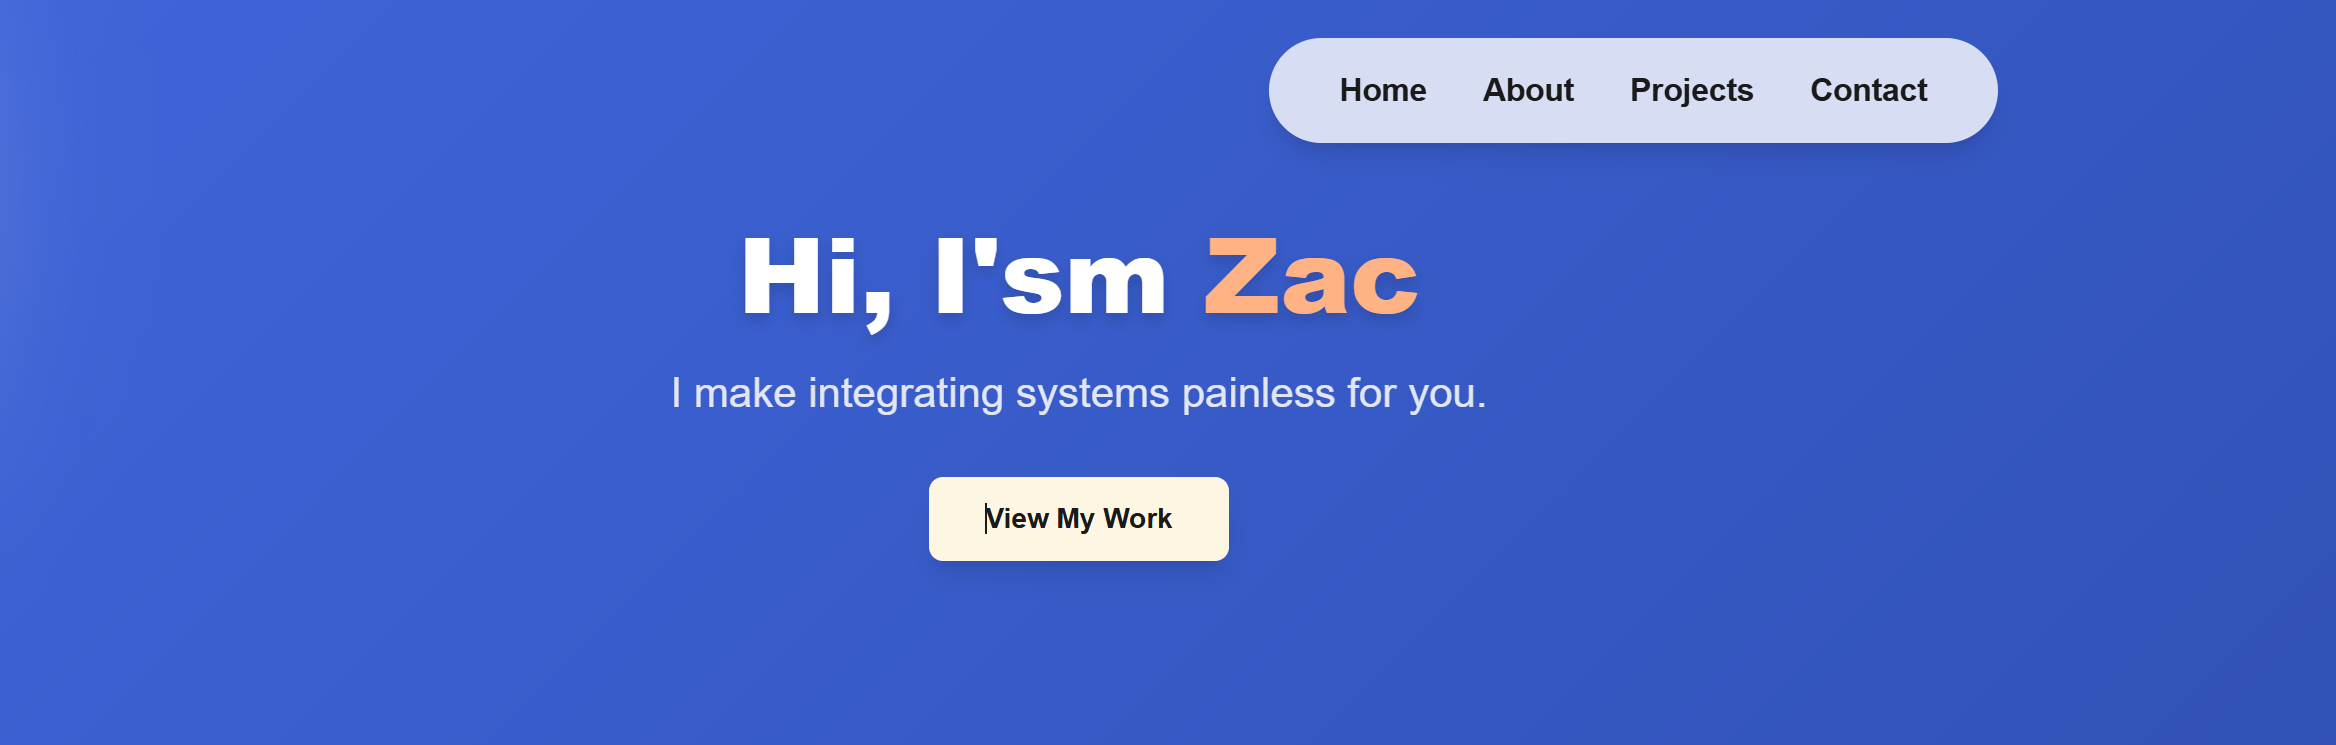 Home About Projects Contact
Hi, I'sm Zac
I make integrating systems painless for you.
View My Work